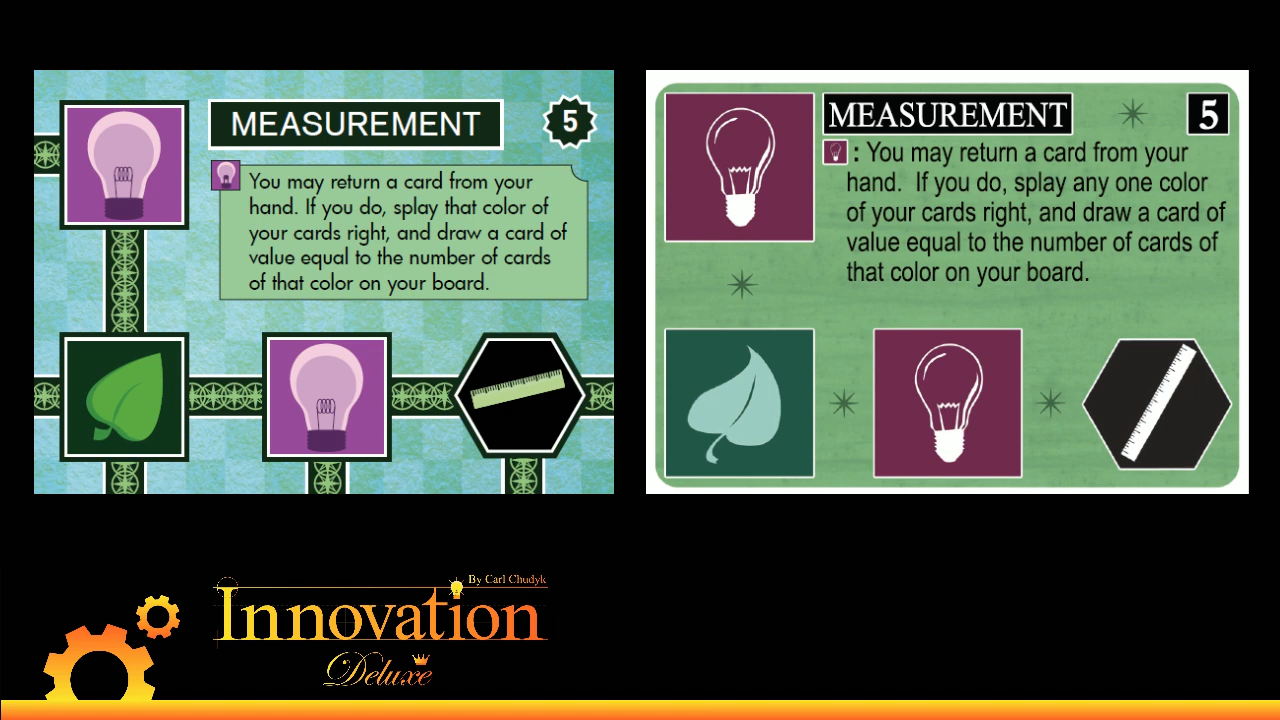 MEASUREMENT
5
You may return a card from your
hand. If you do, splay that color of
your cards right, and draw a card of
value equal to the number of cards
of that color on your board.
MEASUREMENT
5
: You may return a card from your
hand. If you do, splay any one color
of your cards right, and draw a card of
value equal to the number of cards of
that color on your board.
By Carl Chudyk
Innovation
Deluxe